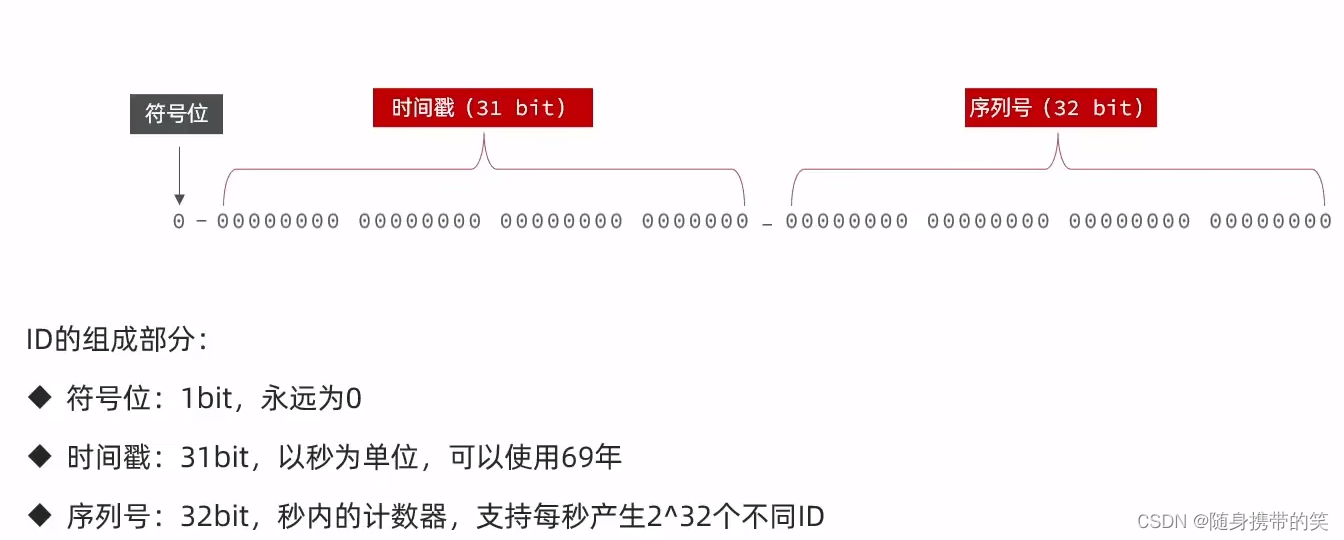 符号位
时间戳（31 bit）
序列号（32 bit）
0 - 00000000 00000000 00000000 0000000 - 00000000 00000000 00000000 00000000
ID的组成部分：
◆ 符号位：1bit，永远为0
◆ 时间戳：31bit，以秒为单位，可以使用69年
◆ 序列号：32bit，秒内的计数器，支持每秒产生2^32个不同ID
CSDN @随身携带的笑